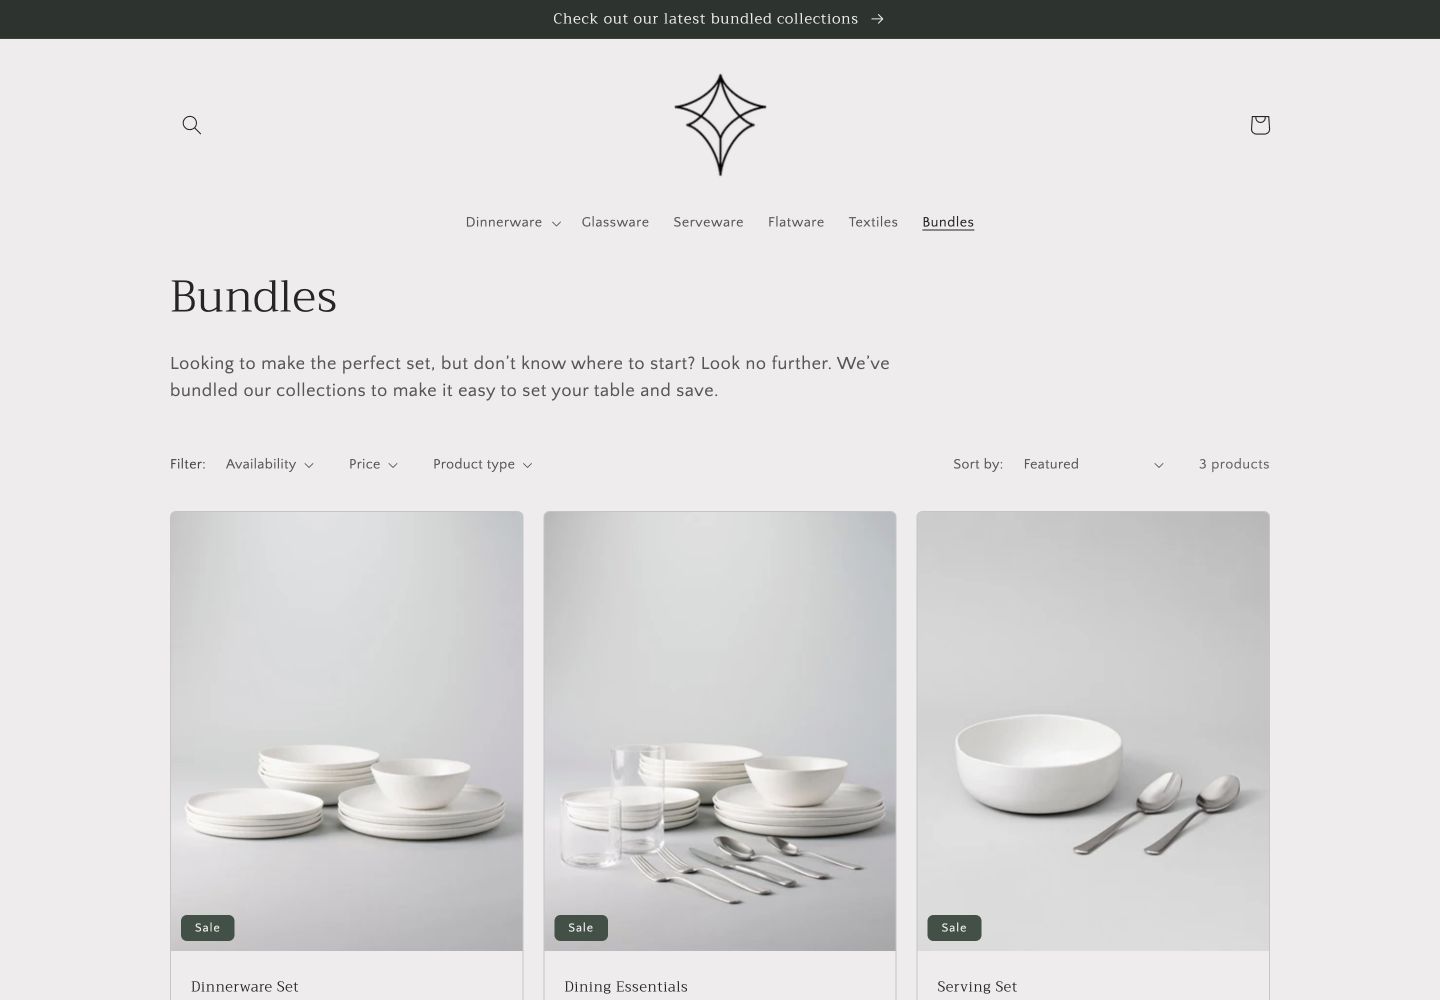 Check out our latest bundled collections
Dinnerware
Glassware
Serveware
Flatware
Textiles
Bundles
Bundles
Looking to make the perfect set, but don't know where to start? Look no further. We've
bundled our collections to make it easy to set your table and save.
Filter:
Availability
Price
Product type
Sort by:
Featured
3 products
Sale
Sale
Sale
Dinnerware Set
Dining Essentials
Serving Set